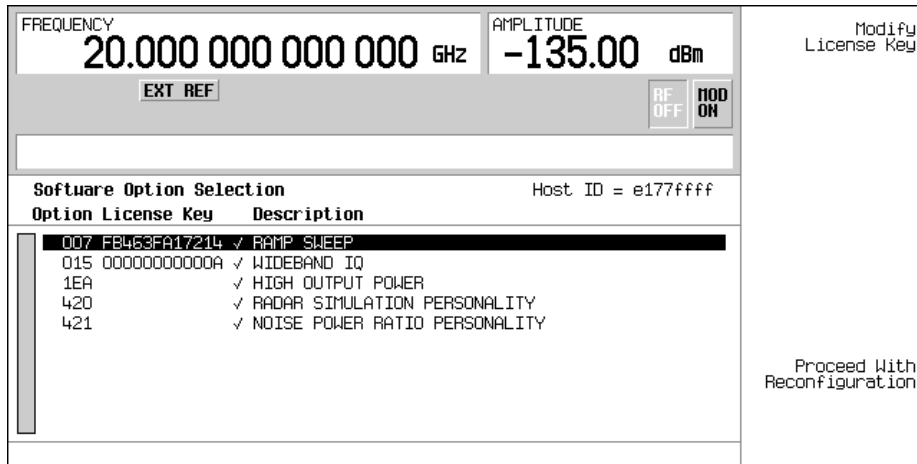 FREQUENCY
20.000 000 000 000 GHz
AMPLITUDE
-135.00 dBm
EXT REF
RF OFF
MOD ON
Modify
License Key
Software Option Selection
Host ID = e177ffff
Option License Key Description
007 FB463FA17214 ✓ RAMP SWEEP
015 00000000000A ✓ WIDEBAND IQ
1EA ✓ HIGH OUTPUT POWER
420 ✓ RADAR SIMULATION PERSONALITY
421 ✓ NOISE POWER RATIO PERSONALITY
Proceed With
Reconfiguration